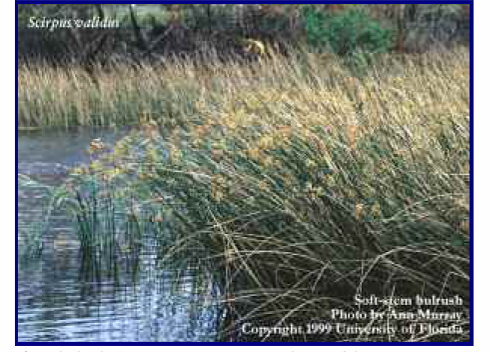 Scirpus validus
Soft-stem bulrush
Photo by Ann Murray
Copyright 1999 University of Florida